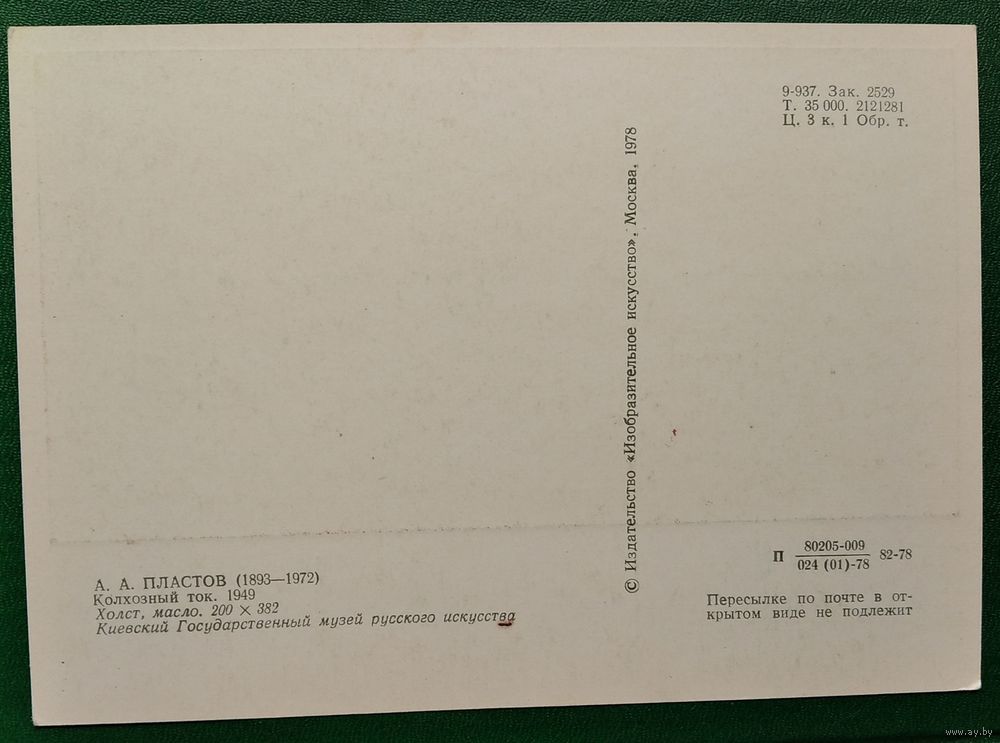 9-937. Зак. 2529
Т. 35 000. 2121281
Ц. 3 к. 1 Обр. т.
© Издательство «Изобразительное искусство». Москва. 1978
А. А. ПЛАСТОВ (1893—1972)
Колхозный ток. 1949
Холст, масло. 200 × 382
Киевский Государственный музей русского искусства
П 80205-009 82-78
024 (01)-78
Пересылке по почте в от-
крытом виде не подлежит
www.ay.by